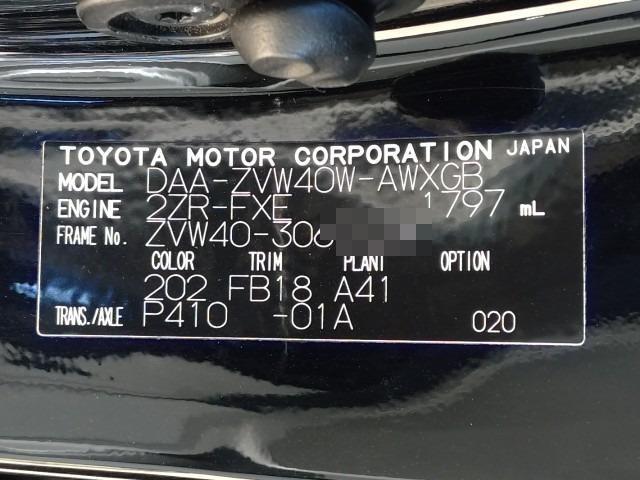 TOYOTA MOTOR CORPORATION JAPAN
MODEL DAA-ZVW40W-AWXGB
ENGINE 2ZR-FXE 1797 mL
FRAME No. ZVW40-306
COLOR TRIM PLANT OPTION
202 FB18 A41
TRANS./AXLE P410 -01A 020